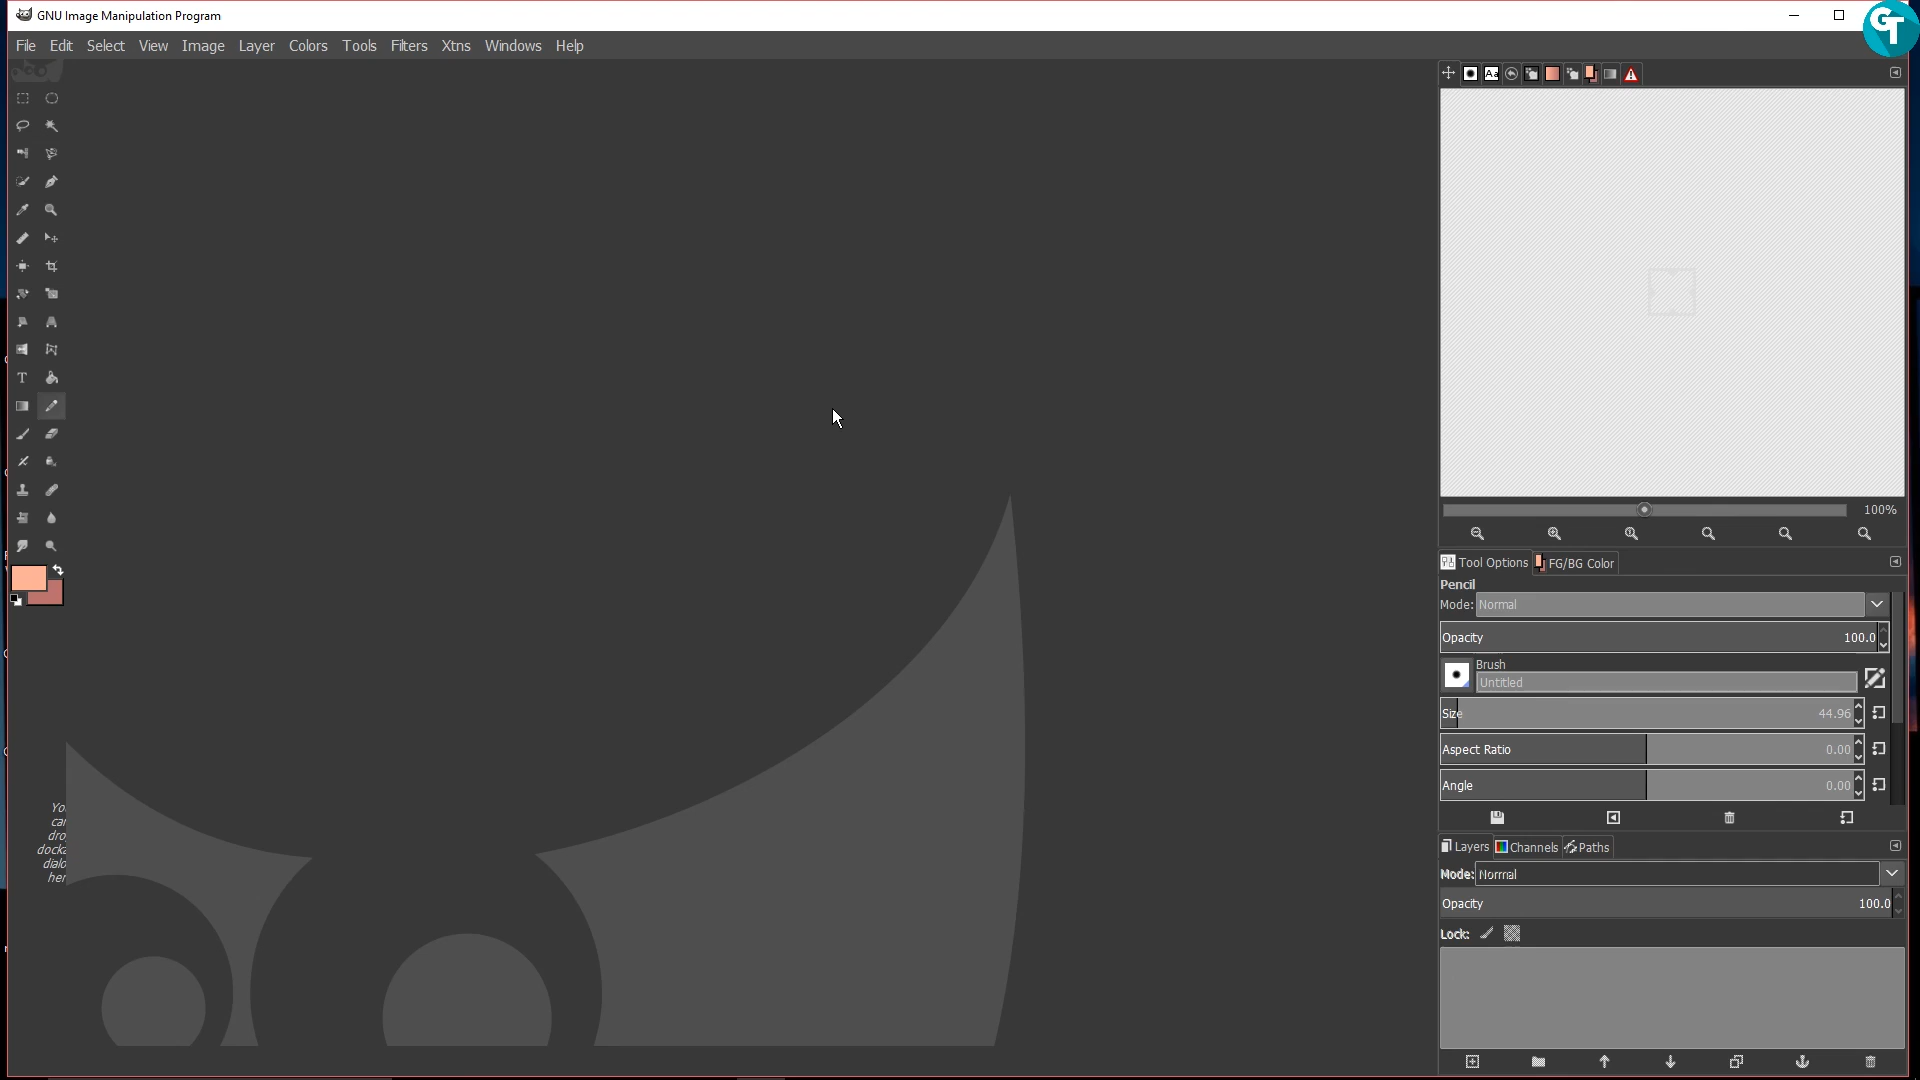 GNU Image Manipulation Program
GT
File Edit Select View Image Layer Colors Tools Filters Xtns Windows Help
Aa
T
100%
Tool Options FG/BG Color
Pencil
Mode: Normal
Opacity 100.0
Brush
Untitled
Size 44.96
Aspect Ratio 0.00
Angle 0.00
Layers Channels Paths
Mode: Normal
Opacity 100.0
Lock: